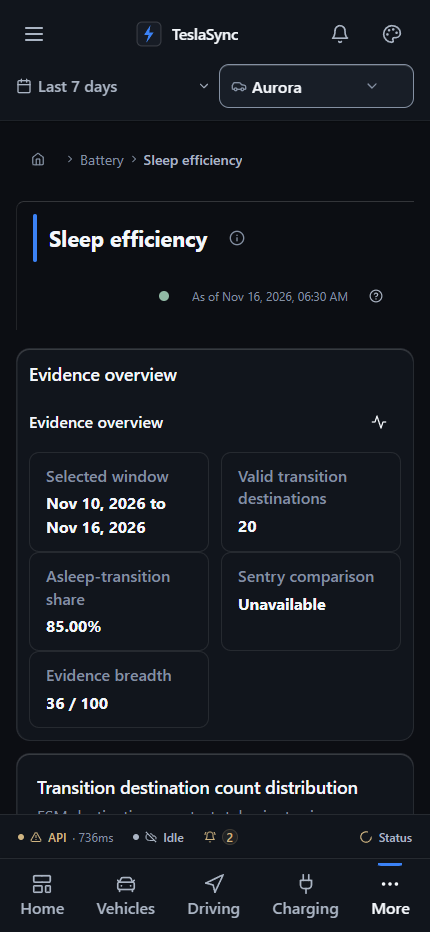 TeslaSync
Last 7 days
Aurora
Battery
Sleep efficiency
Sleep efficiency
As of Nov 16, 2026, 06:30 AM
Evidence overview
Evidence overview
Selected window
Nov 10, 2026 to
Nov 16, 2026
Valid transition
destinations
20
Asleep-transition
share
85.00%
Sentry comparison
Unavailable
Evidence breadth
36 / 100
Transition destination count distribution
API · 736ms
Idle
2
Status
Home
Vehicles
Driving
Charging
More